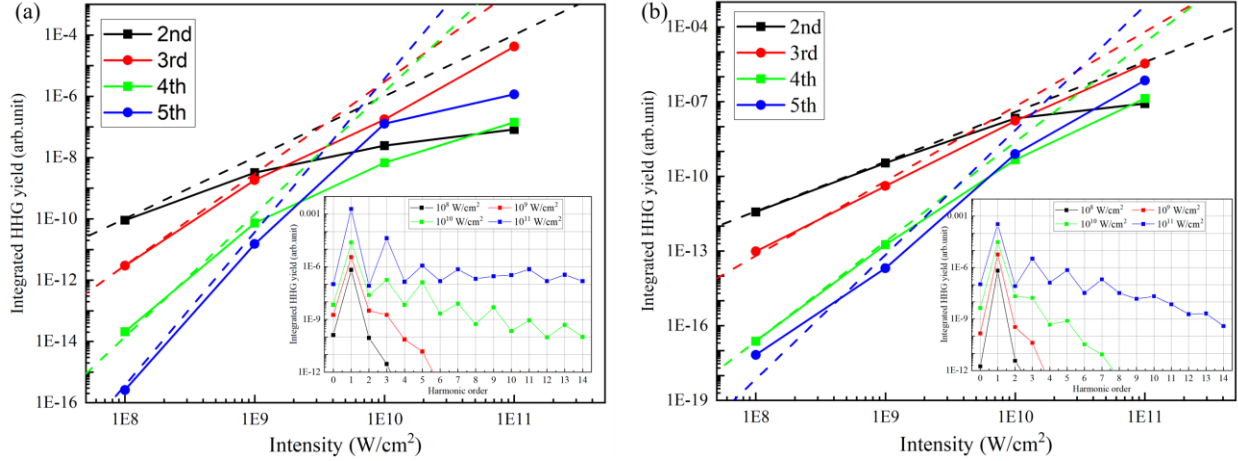 (a)
Integrated HHG yield (arb.unit)
1E-4
1E-6
1E-8
1E-10
1E-12
1E-14
1E-16
2nd
3rd
4th
5th
1E8
1E9
1E10
1E11
Intensity (W/cm²)
Integrated HHG yield (arb.unit)
0.001
1E-6
1E-9
1E-12
10⁸ W/cm² 10⁹ W/cm²
10¹⁰ W/cm² 10¹¹ W/cm²
0 1 2 3 4 5 6 7 8 9 10 11 12 13 14
Harmonic order
(b)
Integrated HHG yield (arb.unit)
1E-04
1E-07
1E-10
1E-13
1E-16
1E-19
2nd
3rd
4th
5th
1E8
1E9
1E10
1E11
Intensity (W/cm²)
Integrated HHG yield (arb.unit)
0.001
1E-6
1E-9
1E-12
10⁸ W/cm² 10⁹ W/cm²
10¹⁰ W/cm² 10¹¹ W/cm²
0 1 2 3 4 5 6 7 8 9 10 11 12 13 14
Harmonic order